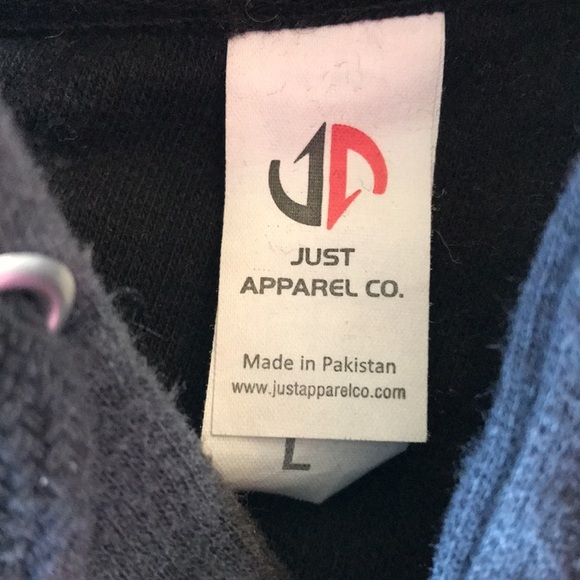 JUST
APPAREL CO.
Made in Pakistan
www.justapparelco.com
L